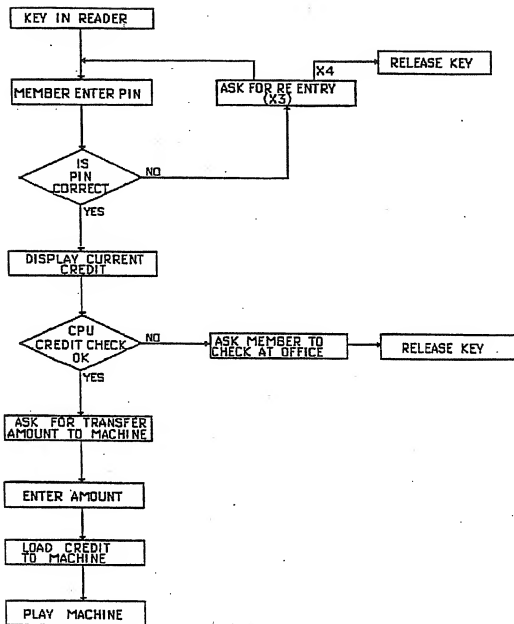 KEY IN READER
X4
RELEASE KEY
MEMBER ENTER PIN
ASK FOR RE ENTRY
(X3)
IS
PIN
CORRECT
NO
YES
DISPLAY CURRENT
CREDIT
CPU
CREDIT CHECK
OK
NO
ASK MEMBER TO
CHECK AT OFFICE
RELEASE KEY
YES
ASK FOR TRANSFER
AMOUNT TO MACHINE
ENTER AMOUNT
LOAD CREDIT
TO MACHINE
PLAY MACHINE